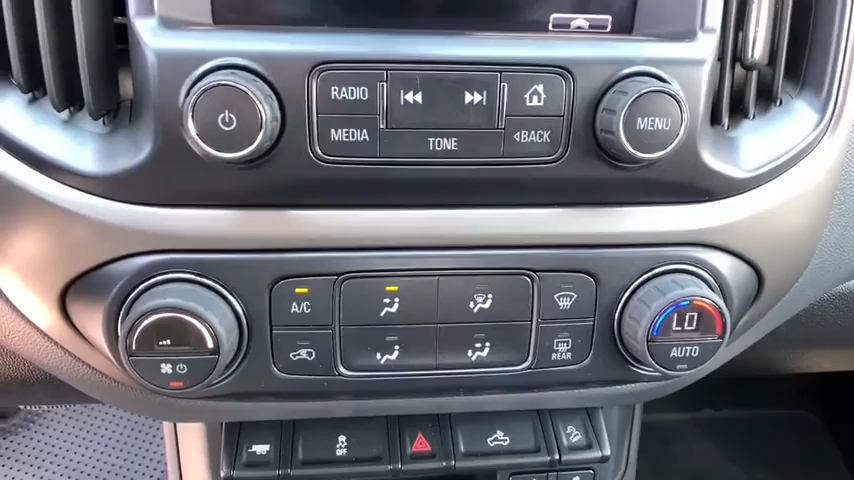 RADIO
MEDIA
TONE
BACK
MENU
A/C
REAR
LO
AUTO
OFF